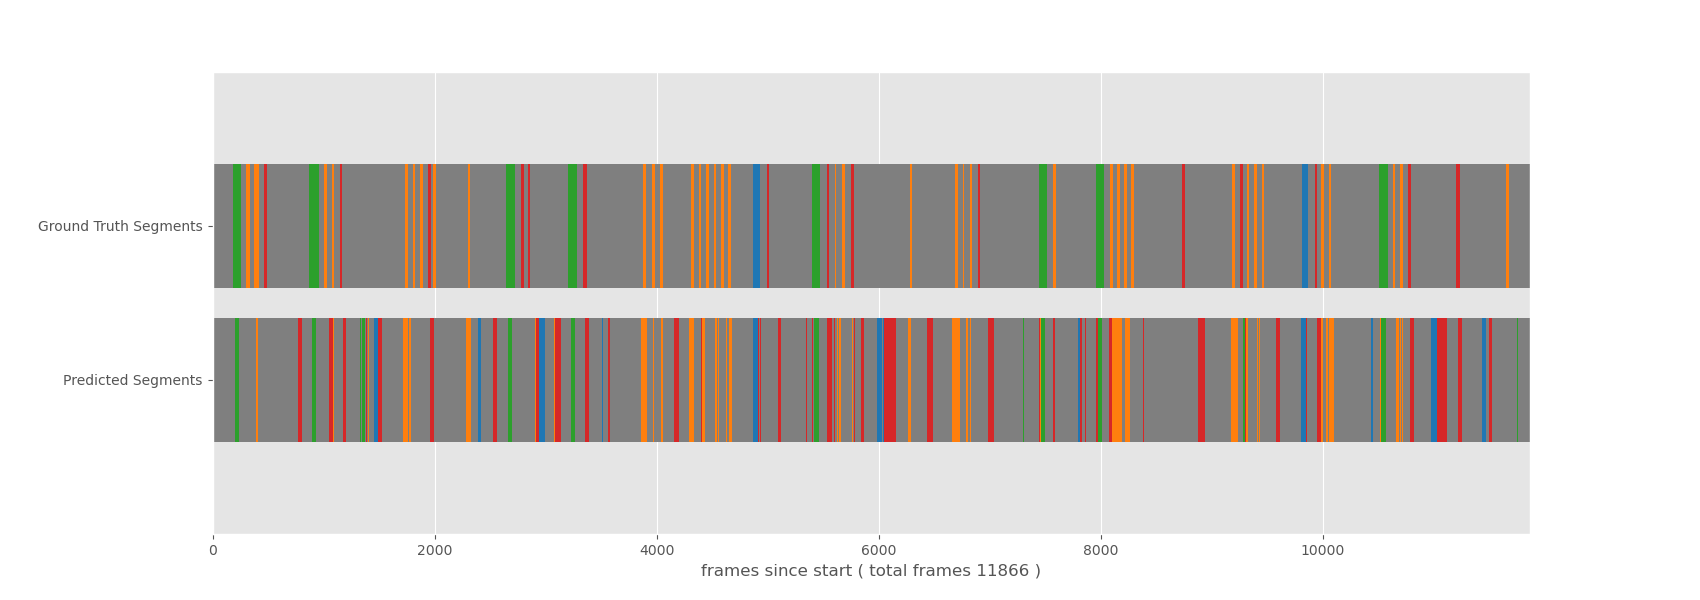 Ground Truth Segments
Predicted Segments
0 2000 4000 6000 8000 10000
frames since start ( total frames 11866 )